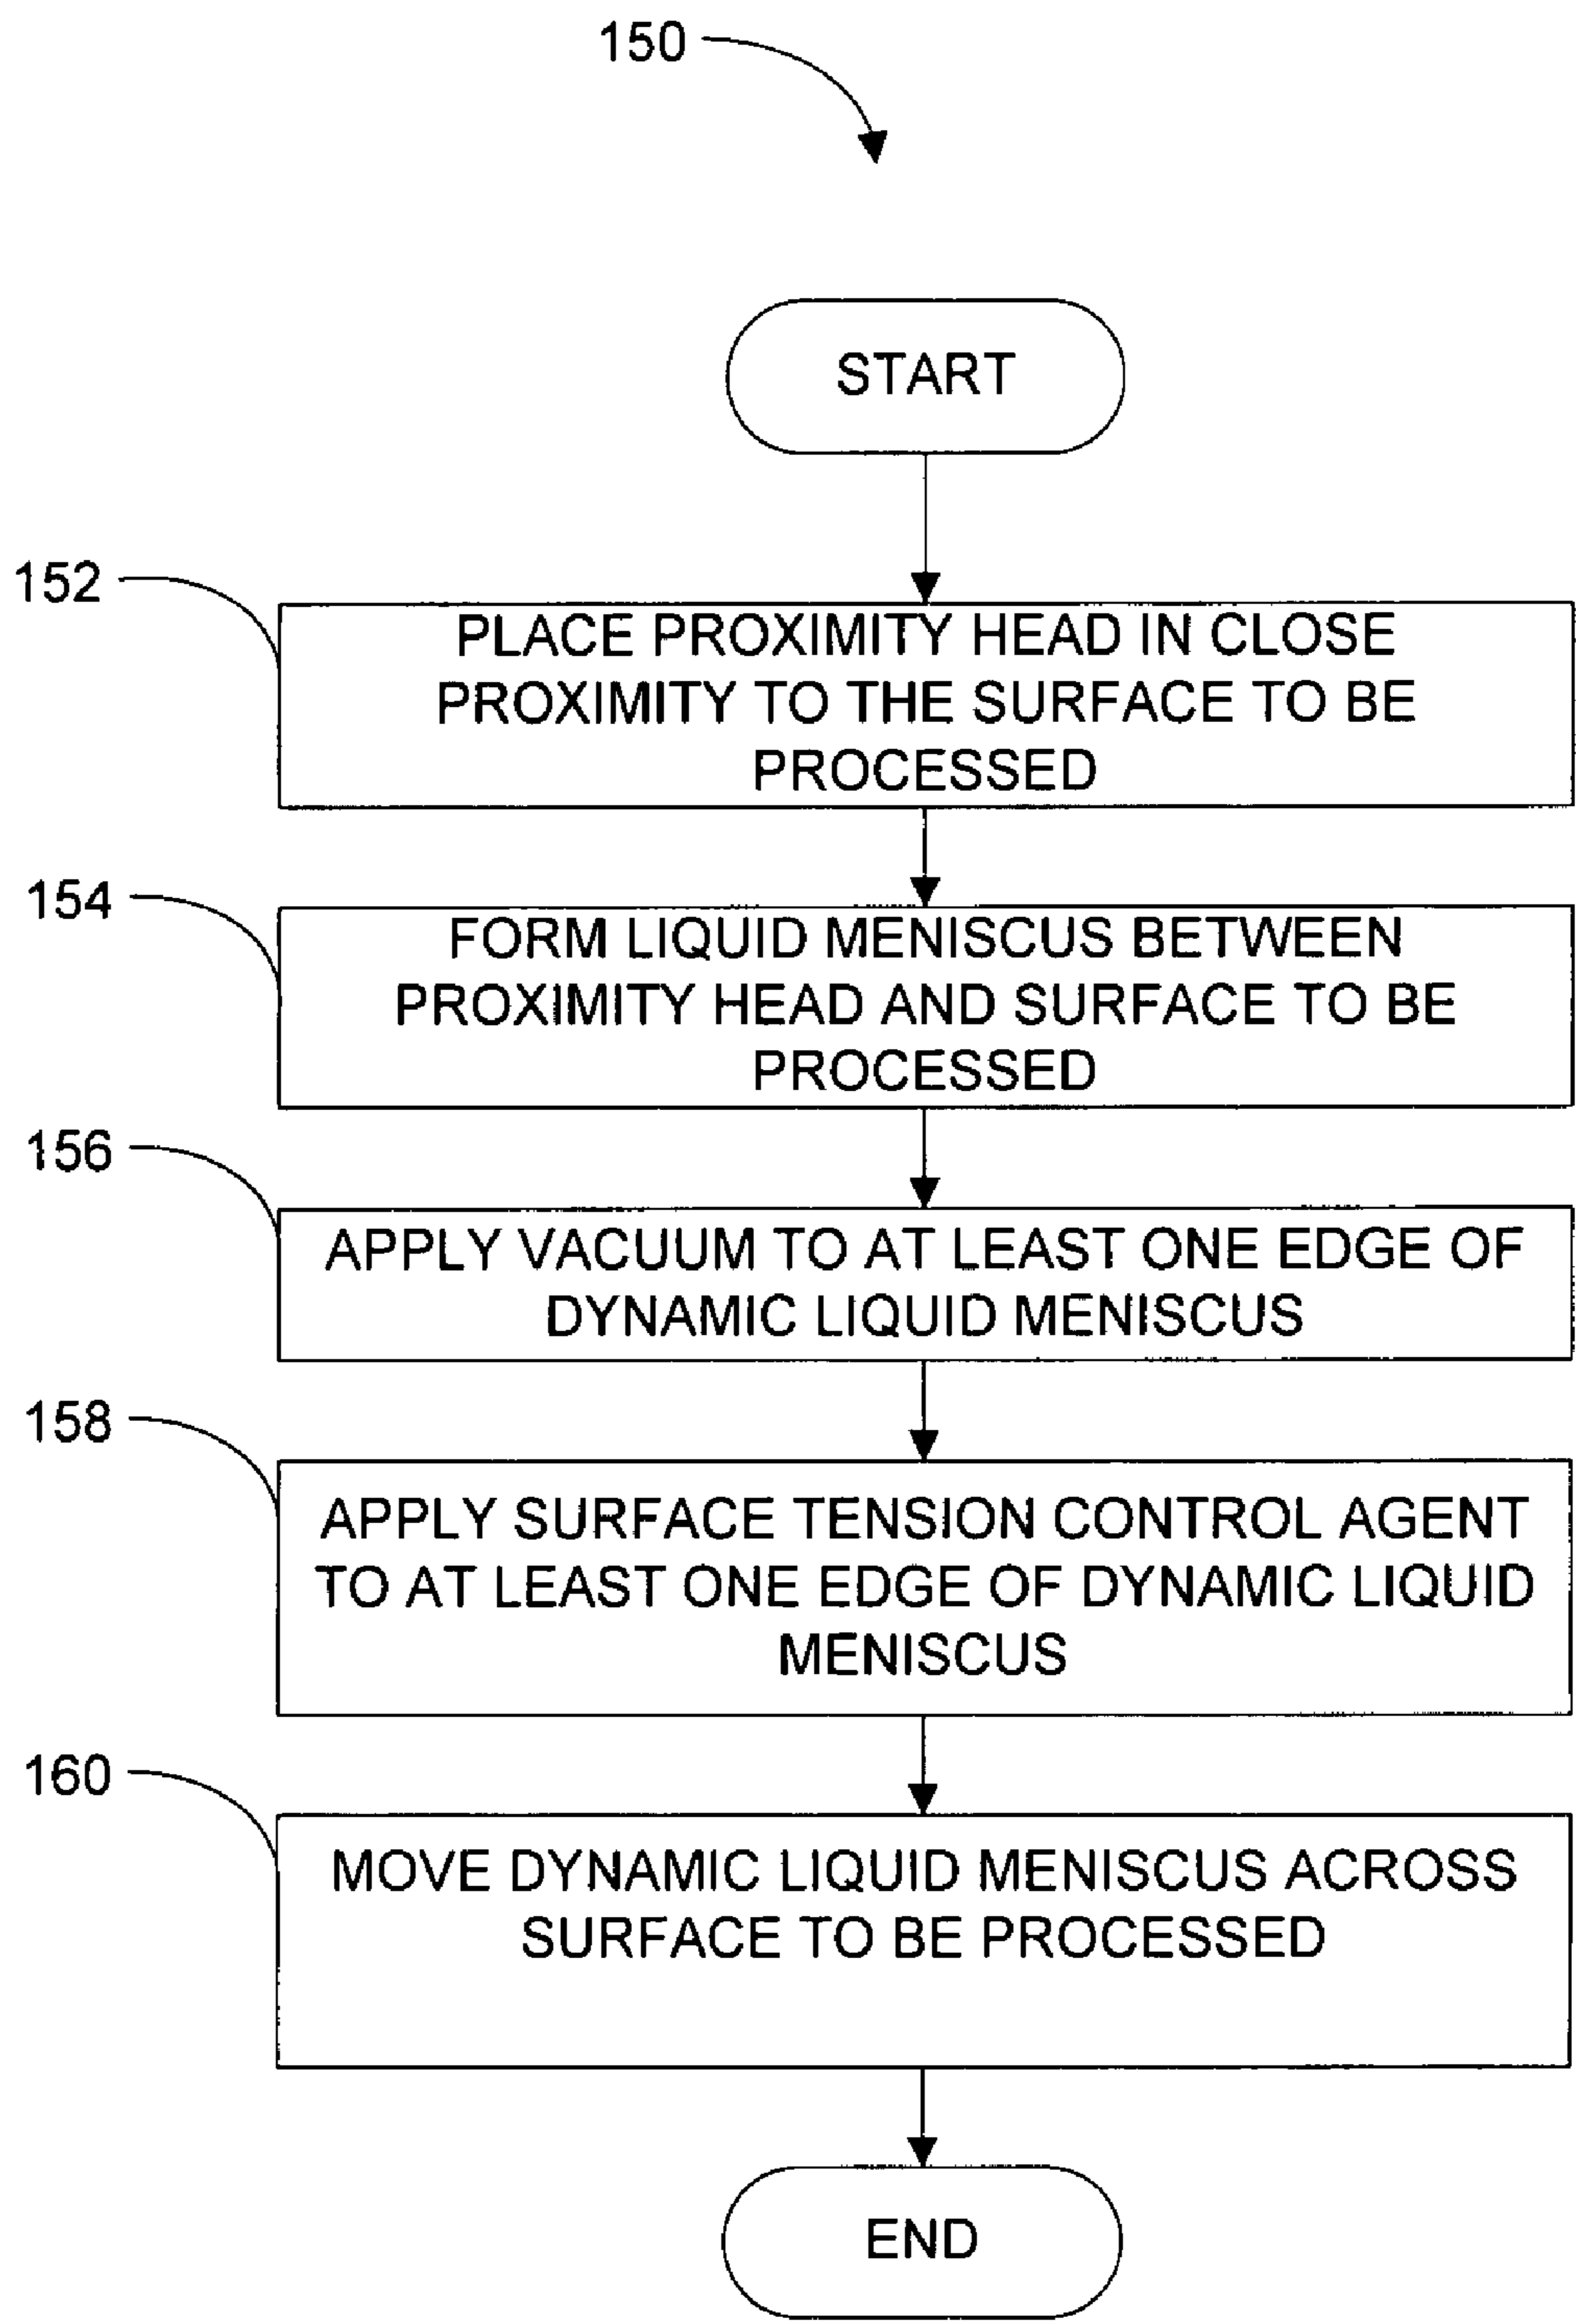 150
START
152
PLACE PROXIMITY HEAD IN CLOSE
PROXIMITY TO THE SURFACE TO BE
PROCESSED
154
FORM LIQUID MENISCUS BETWEEN
PROXIMITY HEAD AND SURFACE TO BE
PROCESSED
156
APPLY VACUUM TO AT LEAST ONE EDGE OF
DYNAMIC LIQUID MENISCUS
158
APPLY SURFACE TENSION CONTROL AGENT
TO AT LEAST ONE EDGE OF DYNAMIC LIQUID
MENISCUS
160
MOVE DYNAMIC LIQUID MENISCUS ACROSS
SURFACE TO BE PROCESSED
END